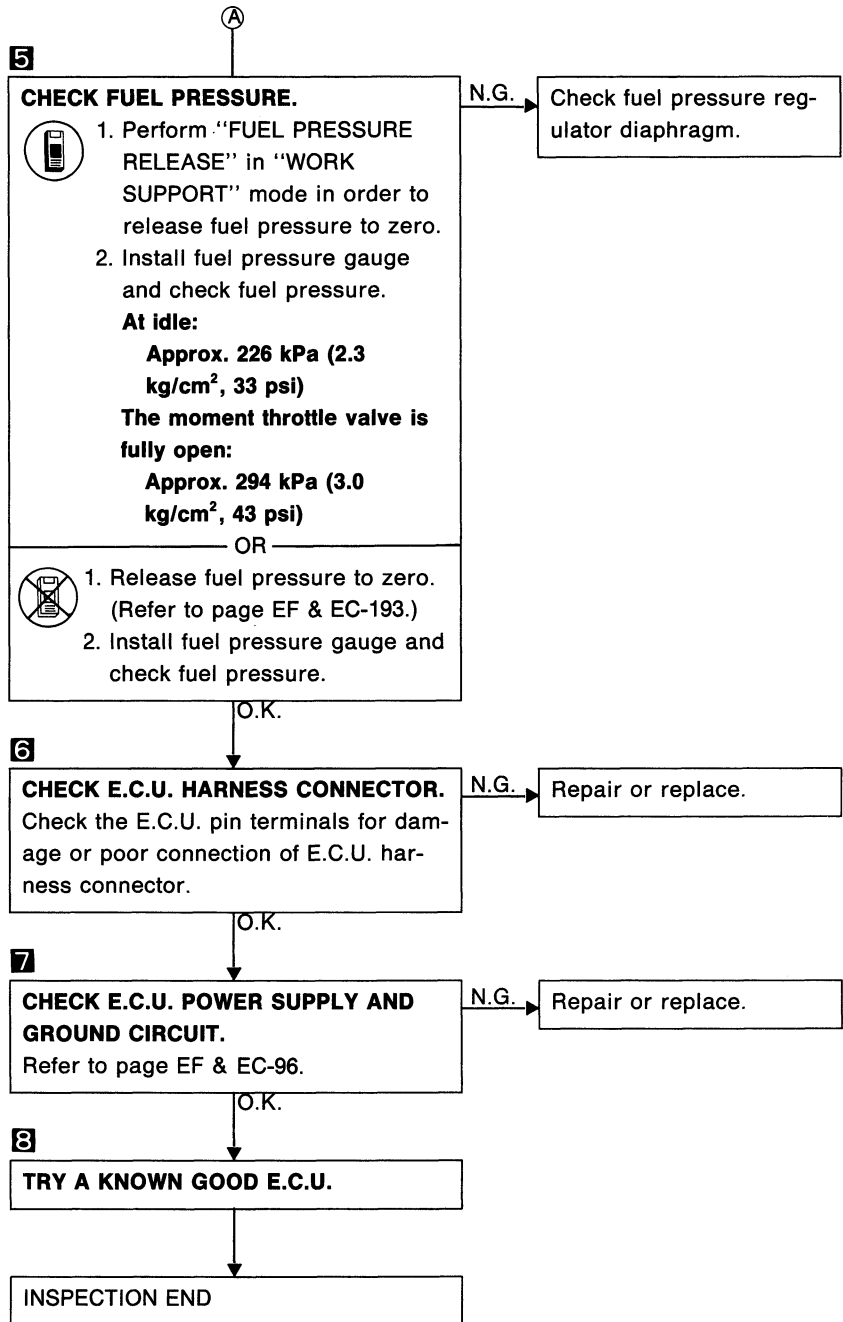 A
5
CHECK FUEL PRESSURE.
1. Perform "FUEL PRESSURE
RELEASE" in "WORK
SUPPORT" mode in order to
release fuel pressure to zero.
2. Install fuel pressure gauge
and check fuel pressure.
At idle:
Approx. 226 kPa (2.3
kg/cm², 33 psi)
The moment throttle valve is
fully open:
Approx. 294 kPa (3.0
kg/cm², 43 psi)
OR
1. Release fuel pressure to zero.
(Refer to page EF & EC-193.)
2. Install fuel pressure gauge and
check fuel pressure.
N.G.
Check fuel pressure reg-
ulator diaphragm.
O.K.
6
CHECK E.C.U. HARNESS CONNECTOR.
Check the E.C.U. pin terminals for dam-
age or poor connection of E.C.U. har-
ness connector.
N.G.
Repair or replace.
O.K.
7
CHECK E.C.U. POWER SUPPLY AND
GROUND CIRCUIT.
Refer to page EF & EC-96.
N.G.
Repair or replace.
O.K.
8
TRY A KNOWN GOOD E.C.U.
INSPECTION END